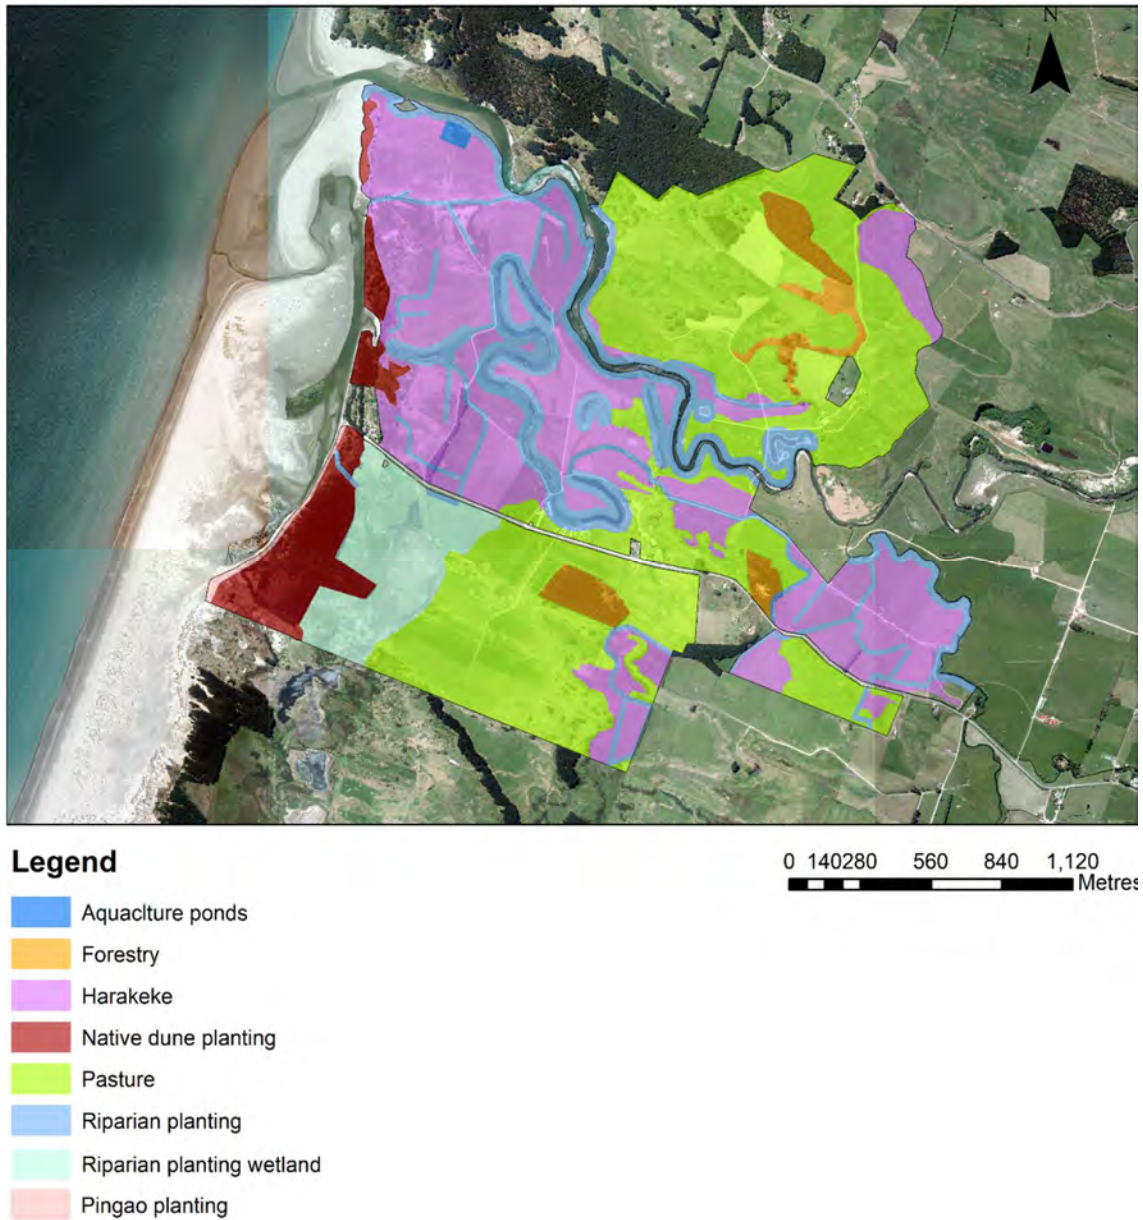 N
Legend
0 140280 560 840 1,120
Metres
Aquaclture ponds
Forestry
Harakeke
Native dune planting
Pasture
Riparian planting
Riparian planting wetland
Pingao planting